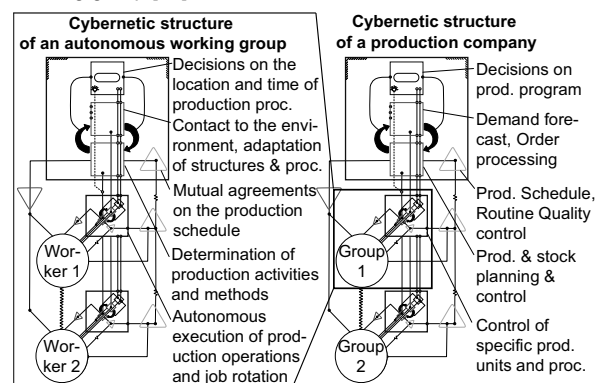 Cybernetic structure
of an autonomous working group
Decisions on the
location and time of
production proc.
Contact to the envi-
ronment, adaptation
of structures & proc.
Mutual agreements
on the production
schedule
Determination of
production activities
and methods
Autonomous
execution of prod-
uction operations
and job rotation
Wor-
ker 1
Wor-
ker 2
Cybernetic structure
of a production company
Decisions on
prod. program
Demand fore-
cast, Order
processing
Prod. Schedule,
Routine Quality
control
Prod. & stock
planning &
control
Control of
specific prod.
units and proc.
Group
1
Group
2